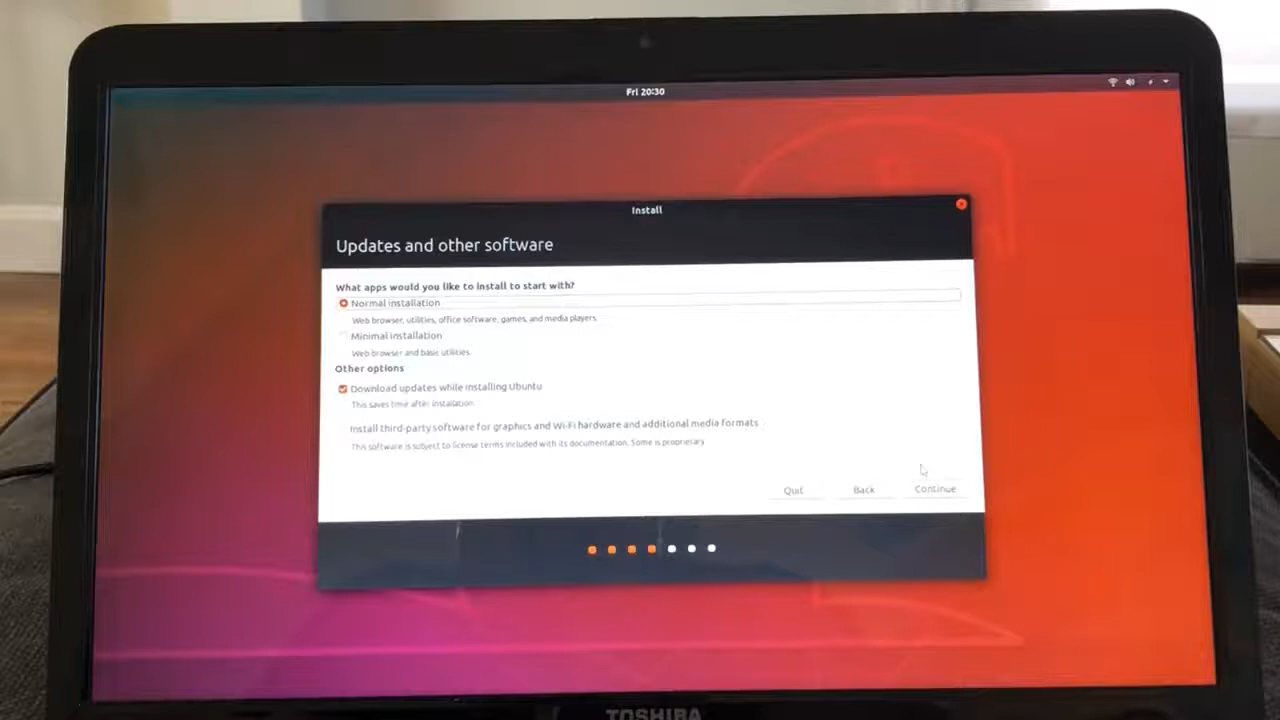 Fri 20:30
Install
Updates and other software
What apps would you like to install to start with?
Normal installation
Web browser, utilities, office software, games, and media players.
Minimal installation
Web browser and basic utilities.
Other options
Download updates while installing Ubuntu
This saves time after installation.
Install third-party software for graphics and Wi-Fi hardware and additional media formats
This software is subject to license terms included with its documentation. Some is proprietary.
Quit Back Continue
TOSHIBA